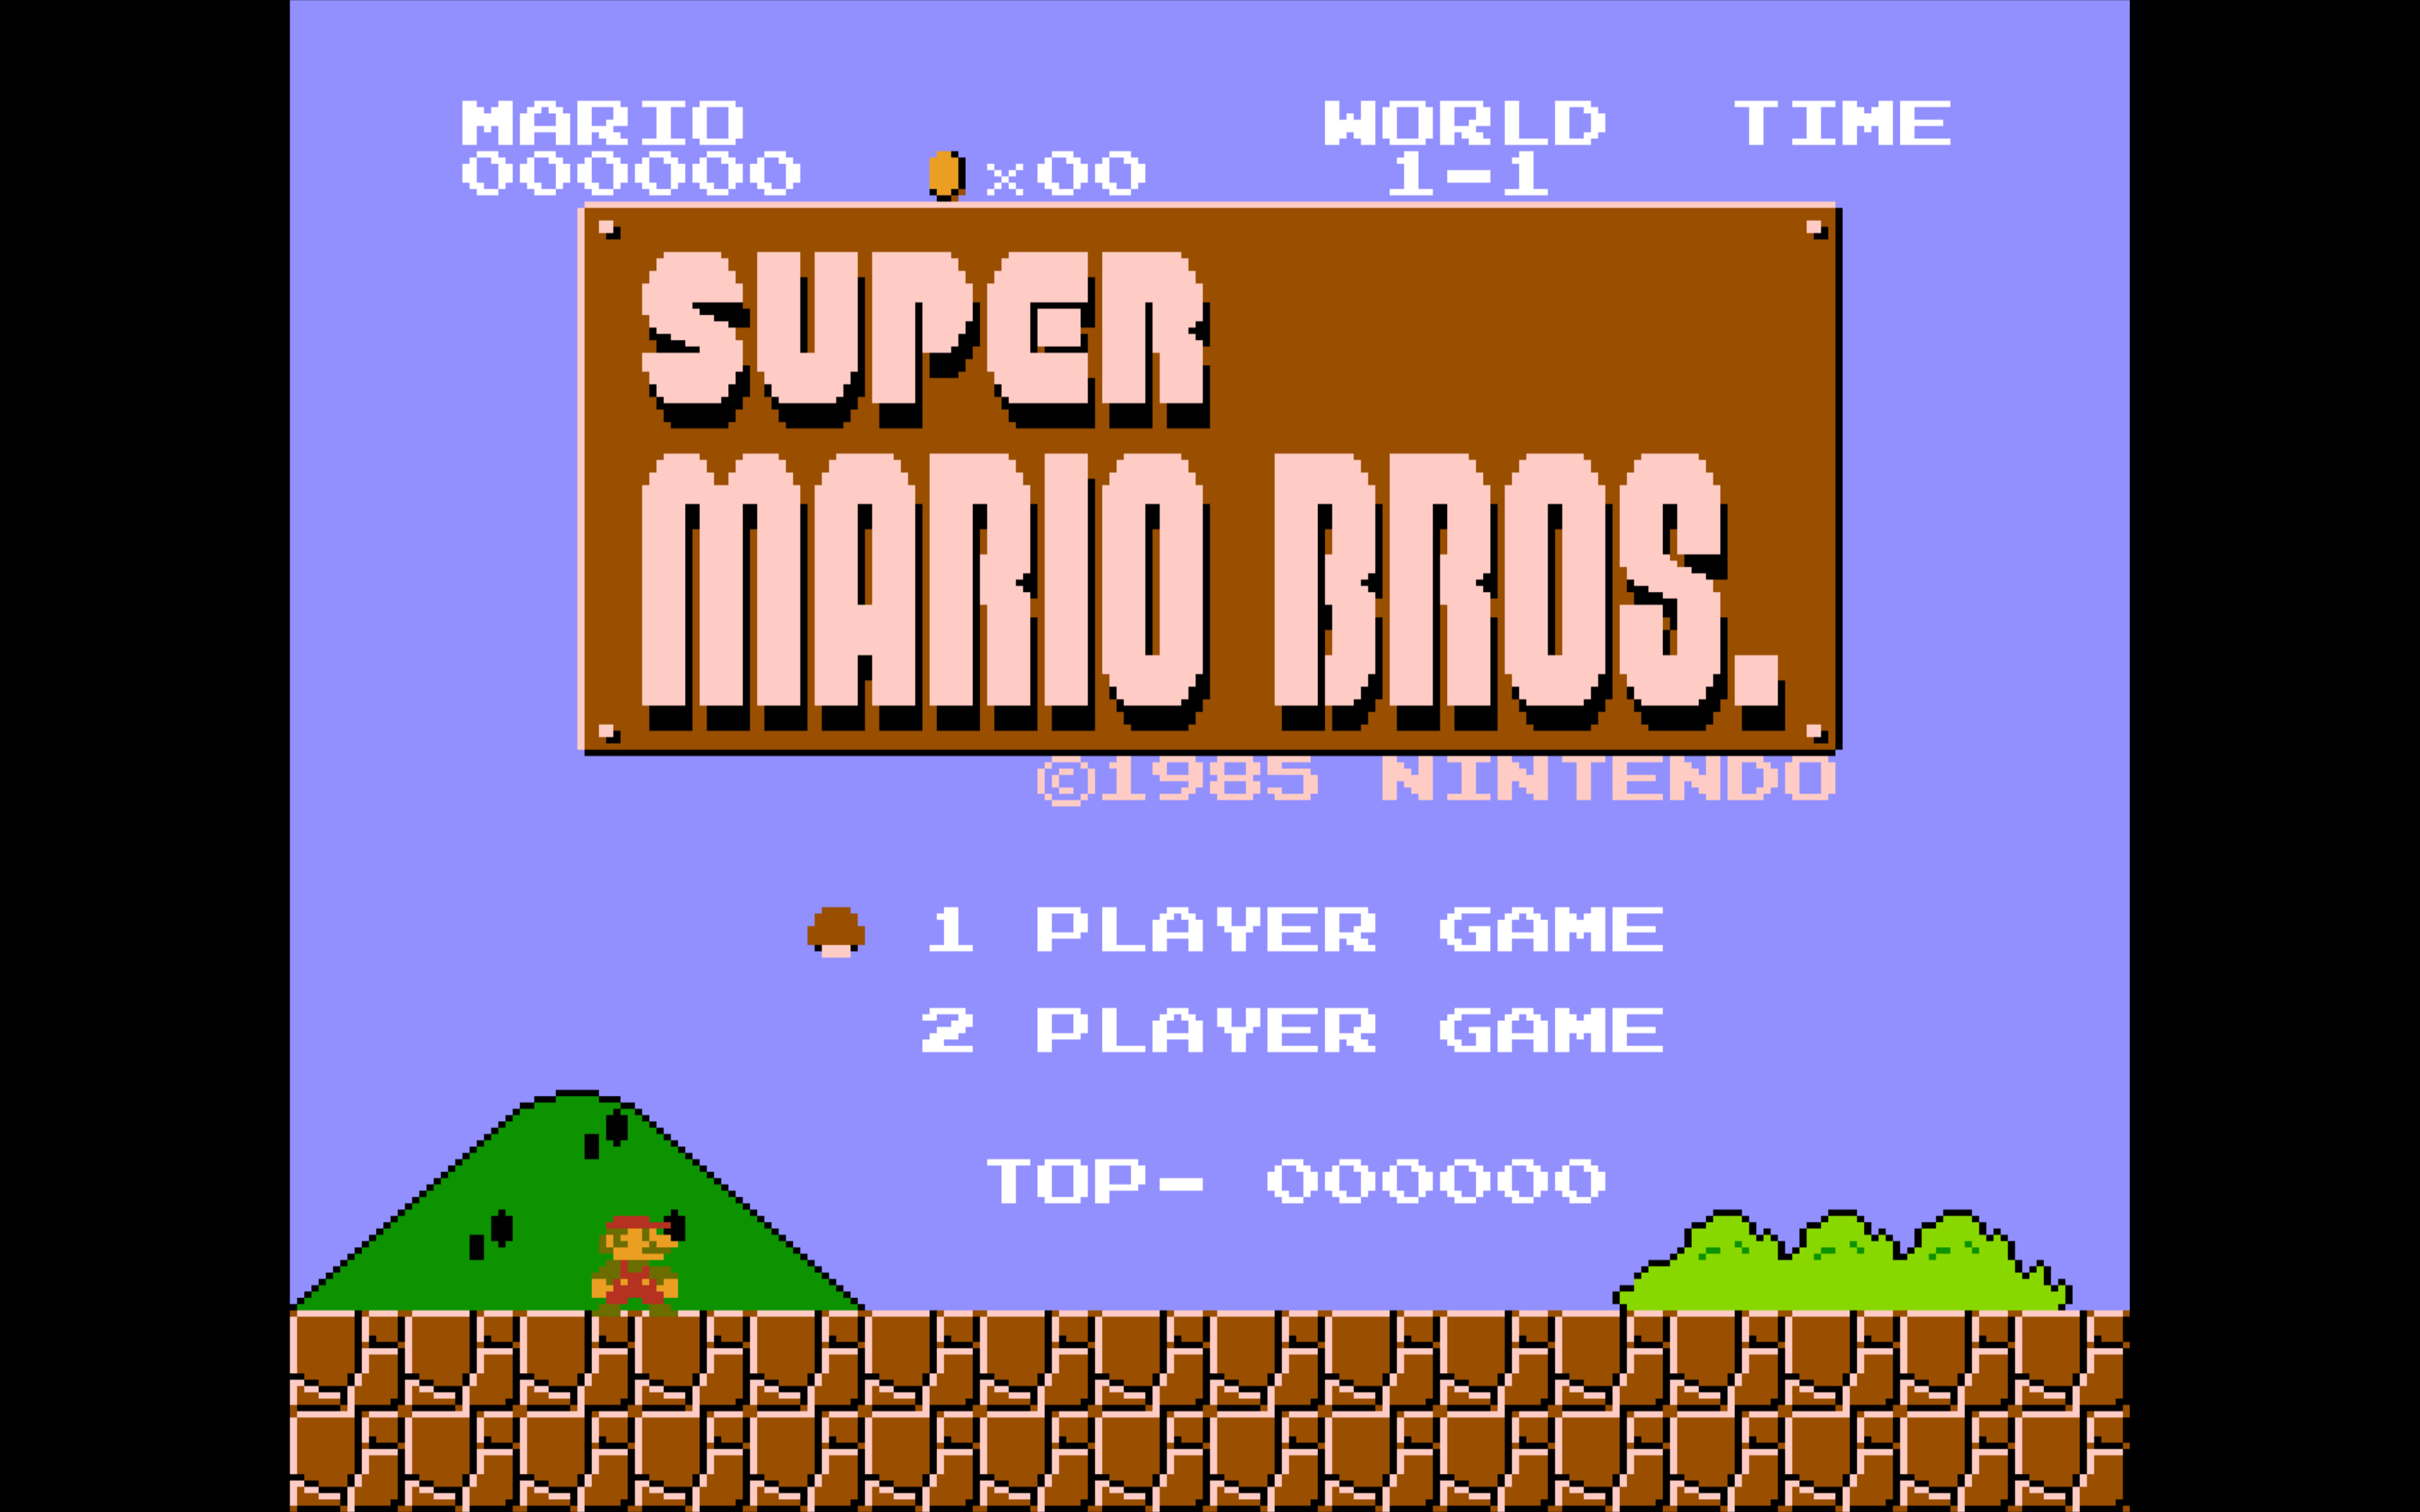 MARIO WORLD TIME
000000 x00 1-1
SUPER
MARIO BROS.
©1985 NINTENDO
1 PLAYER GAME
2 PLAYER GAME
TOP- 000000